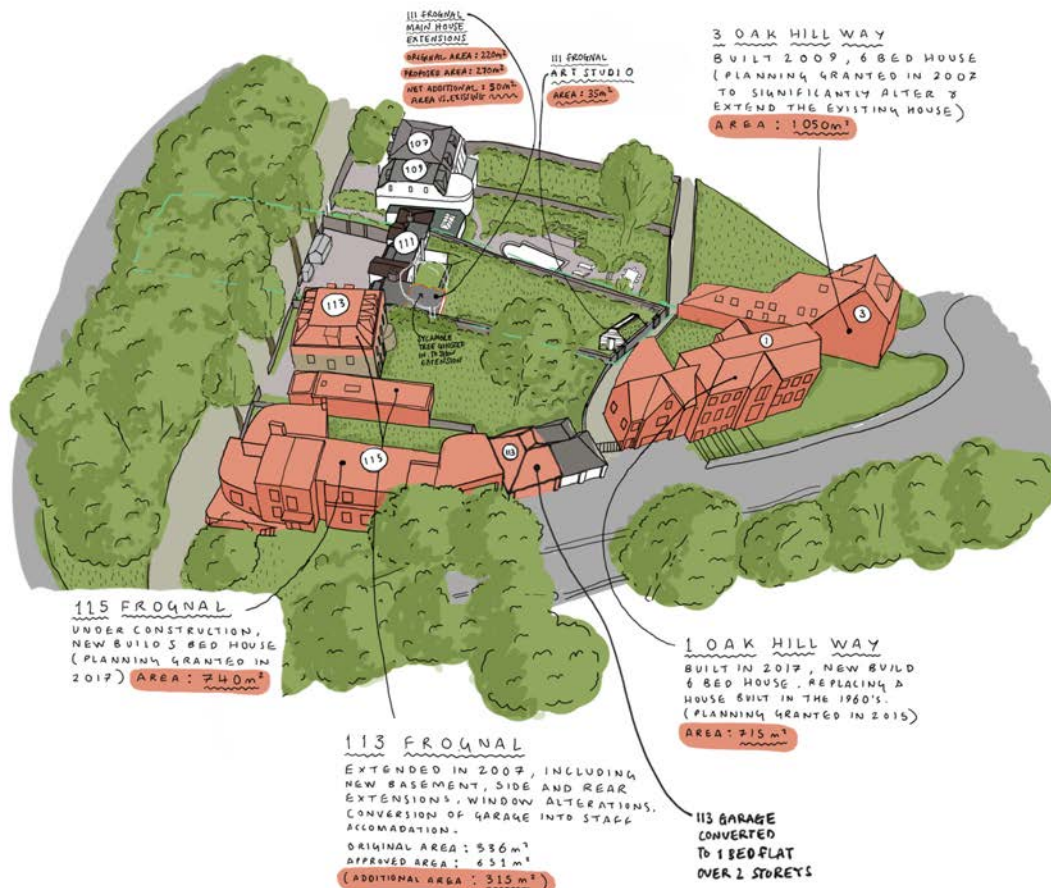 111 FROGNAL
MAIN HOUSE
EXTENSIONS
ORIGINAL AREA : 220m²
PROPOSED AREA : 270m²
NET ADDITIONAL : 50m²
AREA VS. EXISTING
111 FROGNAL
ART STUDIO
AREA : 35m²
3 OAK HILL WAY
BUILT 2009, 6 BED HOUSE
(PLANNING GRANTED IN 2007
TO SIGNIFICANTLY ALTER &
EXTEND THE EXISTING HOUSE)
AREA : 1050m²
107
109
111
113
3
1
SYCAMORE
TREE
IN DESIGN
EXTENSION
115
113
115 FROGNAL
UNDER CONSTRUCTION,
NEW BUILD 5 BED HOUSE
(PLANNING GRANTED IN
2017) AREA : 740m²
1 OAK HILL WAY
BUILT IN 2017, NEW BUILD
6 BED HOUSE. REPLACING A
HOUSE BUILT IN THE 1960'S.
(PLANNING GRANTED IN 2015)
AREA : 715m²
113 FROGNAL
EXTENDED IN 2007, INCLUDING
NEW BASEMENT, SIDE AND REAR
EXTENSIONS, WINDOW ALTERATIONS,
CONVERSION OF GARAGE INTO STAFF
ACCOMADATION.
ORIGINAL AREA : 336m²
APPROVED AREA : 651m²
(ADDITIONAL AREA : 315m²)
113 GARAGE
CONVERTED
TO 1 BED FLAT
OVER 2 STOREYS